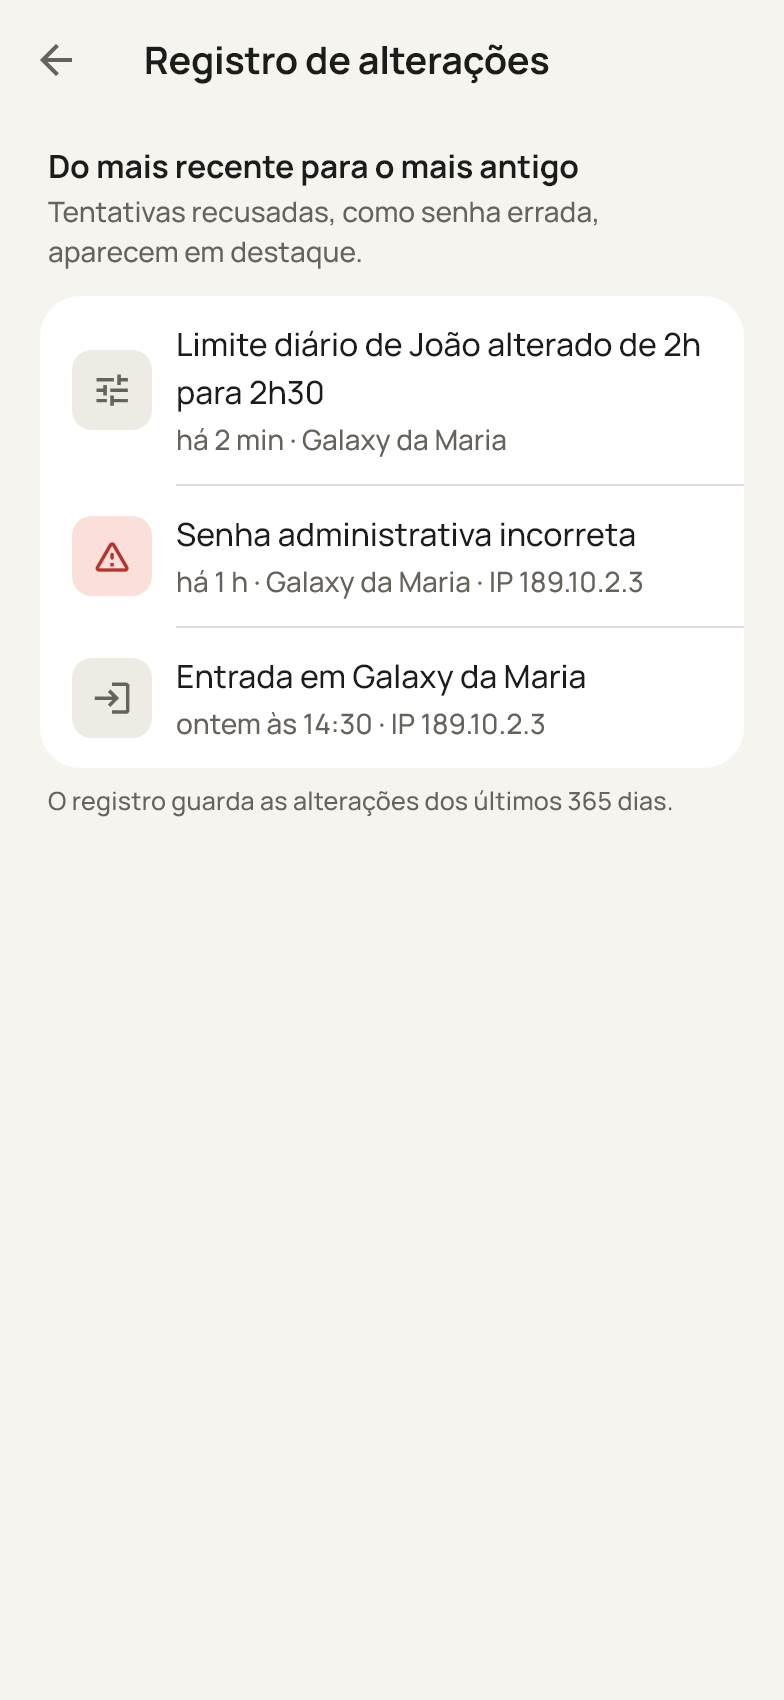 Registro de alterações
Do mais recente para o mais antigo
Tentativas recusadas, como senha errada,
aparecem em destaque.
Limite diário de João alterado de 2h
para 2h30
há 2 min · Galaxy da Maria
Senha administrativa incorreta
há 1 h · Galaxy da Maria · IP 189.10.2.3
Entrada em Galaxy da Maria
ontem às 14:30 · IP 189.10.2.3
O registro guarda as alterações dos últimos 365 dias.